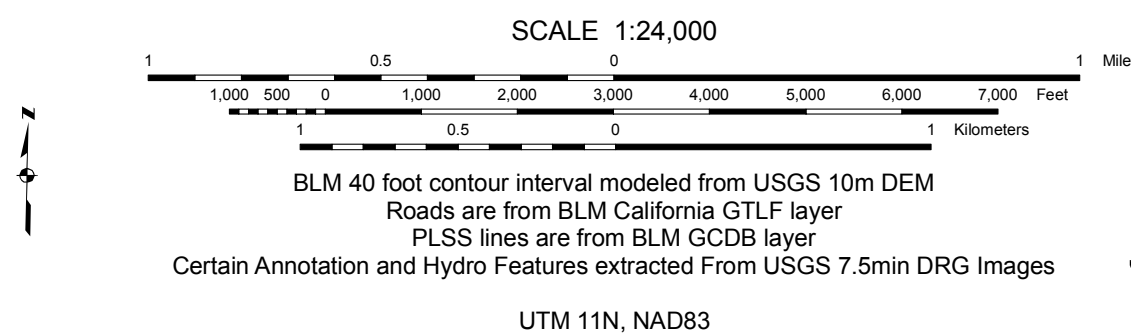 SCALE 1:24,000
1 0.5 0 1 Mile
1,000 500 0 1,000 2,000 3,000 4,000 5,000 6,000 7,000 Feet
1 0.5 0 1 Kilometers
N
BLM 40 foot contour interval modeled from USGS 10m DEM
Roads are from BLM California GTLF layer
PLSS lines are from BLM GCDB layer
Certain Annotation and Hydro Features extracted From USGS 7.5min DRG Images
UTM 11N, NAD83